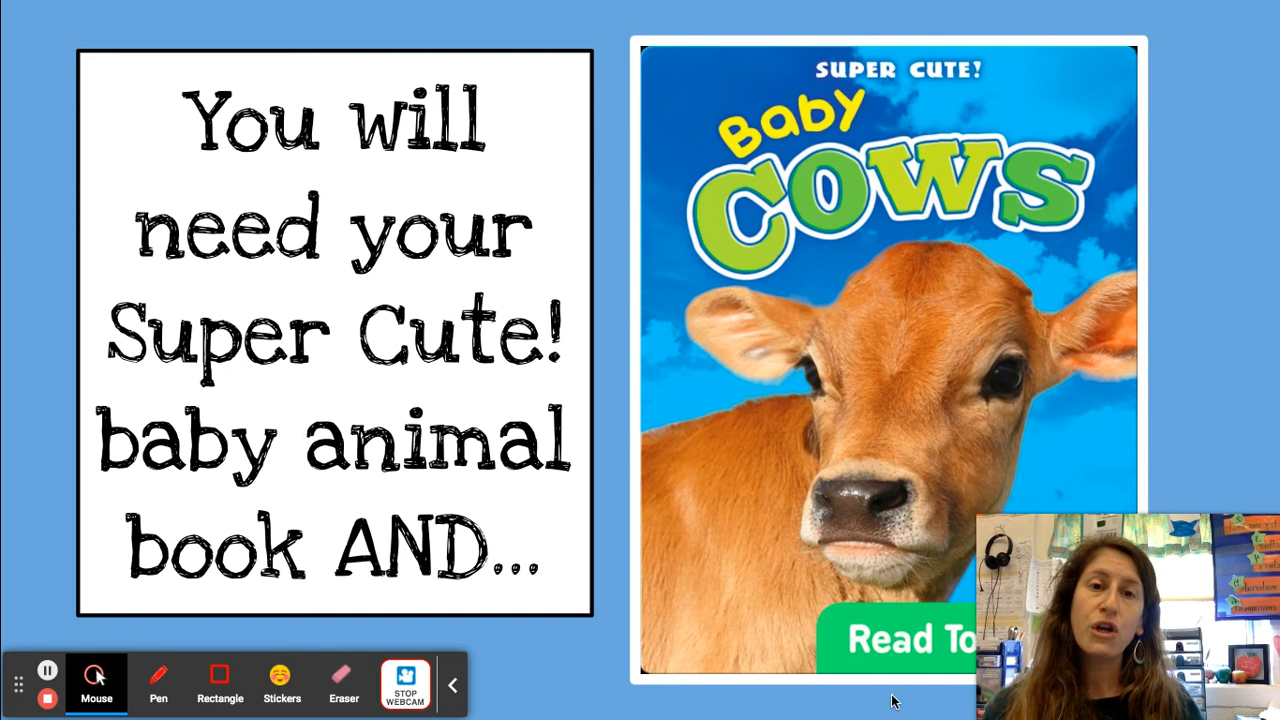 You will
need your
Super Cute!
baby animal
book AND...
SUPER CUTE!
Baby
COWS
Read To
Mouse
Pen
Rectangle
Stickers
Eraser
STOP
WEBCAM